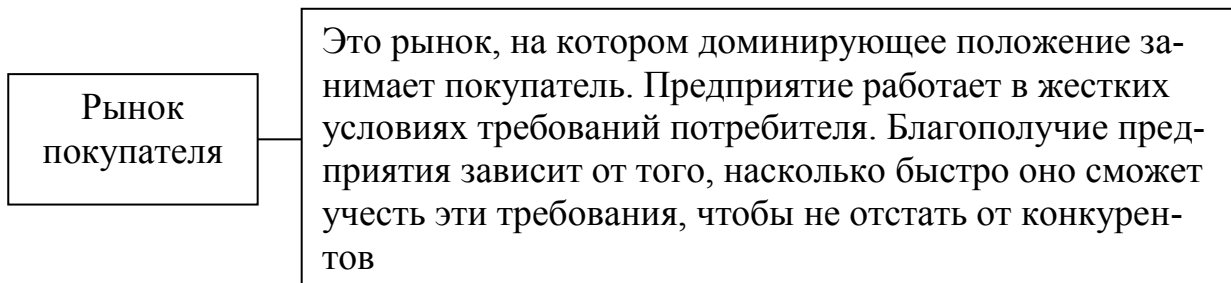 Рынок
покупателя
Это рынок, на котором доминирующее положение за-
нимает покупатель. Предприятие работает в жестких
условиях требований потребителя. Благополучие пред-
приятия зависит от того, насколько быстро оно сможет
учесть эти требования, чтобы не отстать от конкурен-
тов